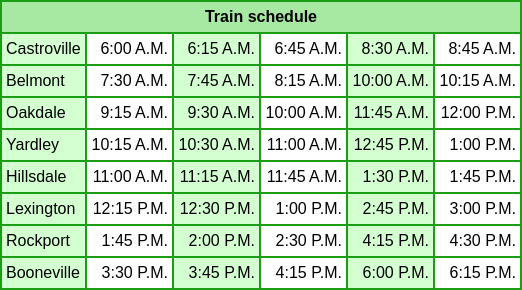 Train schedule
Castroville 6:00 A.M. 6:15 A.M. 6:45 A.M. 8:30 A.M. 8:45 A.M.
Belmont 7:30 A.M. 7:45 A.M. 8:15 A.M. 10:00 A.M. 10:15 A.M.
Oakdale 9:15 A.M. 9:30 A.M. 10:00 A.M. 11:45 A.M. 12:00 P.M.
Yardley 10:15 A.M. 10:30 A.M. 11:00 A.M. 12:45 P.M. 1:00 P.M.
Hillsdale 11:00 A.M. 11:15 A.M. 11:45 A.M. 1:30 P.M. 1:45 P.M.
Lexington 12:15 P.M. 12:30 P.M. 1:00 P.M. 2:45 P.M. 3:00 P.M.
Rockport 1:45 P.M. 2:00 P.M. 2:30 P.M. 4:15 P.M. 4:30 P.M.
Booneville 3:30 P.M. 3:45 P.M. 4:15 P.M. 6:00 P.M. 6:15 P.M.